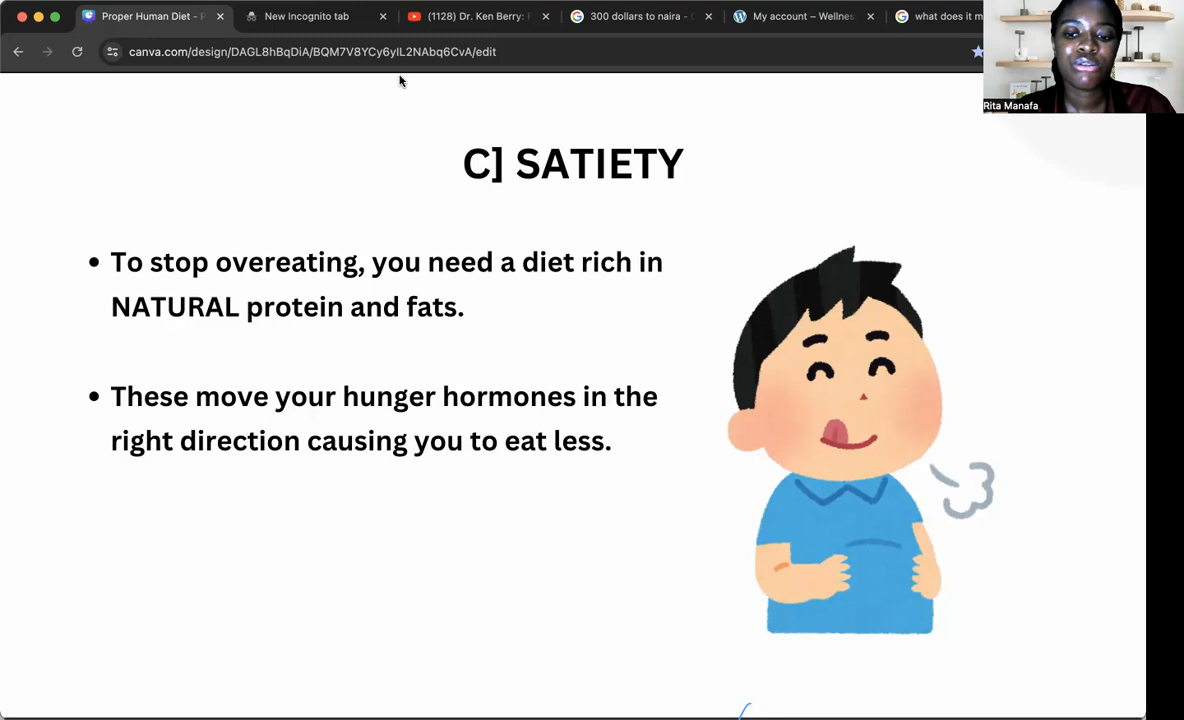 Proper Human Diet - P
New Incognito tab
(1128) Dr. Ken Berry:
300 dollars to naira -
My account – Wellnes
what does it m
canva.com/design/DAGL8hBqDiA/BQM7V8YCy6ylL2NAbq6CvA/edit
Rita Manafa
C] SATIETY
• To stop overeating, you need a diet rich in
NATURAL protein and fats.
• These move your hunger hormones in the
right direction causing you to eat less.